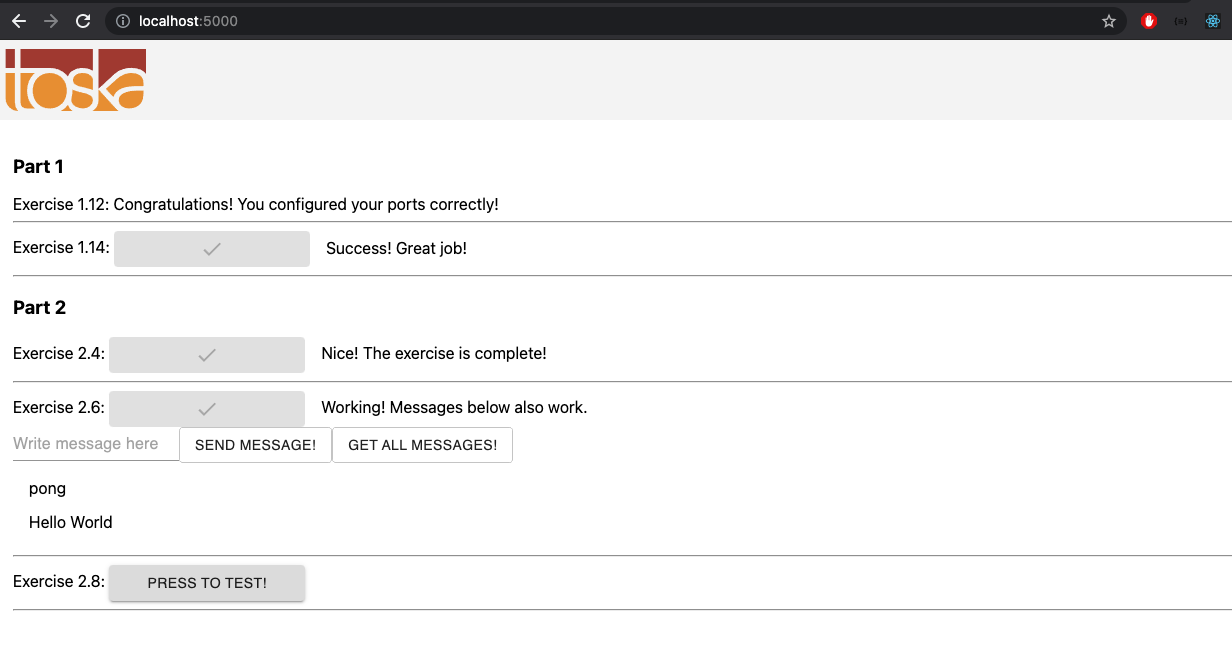 localhost:5000
toska
Part 1
Exercise 1.12: Congratulations! You configured your ports correctly!
Exercise 1.14: Success! Great job!
Part 2
Exercise 2.4: Nice! The exercise is complete!
Exercise 2.6: Working! Messages below also work.
Write message here SEND MESSAGE! GET ALL MESSAGES!
pong
Hello World
Exercise 2.8: PRESS TO TEST!